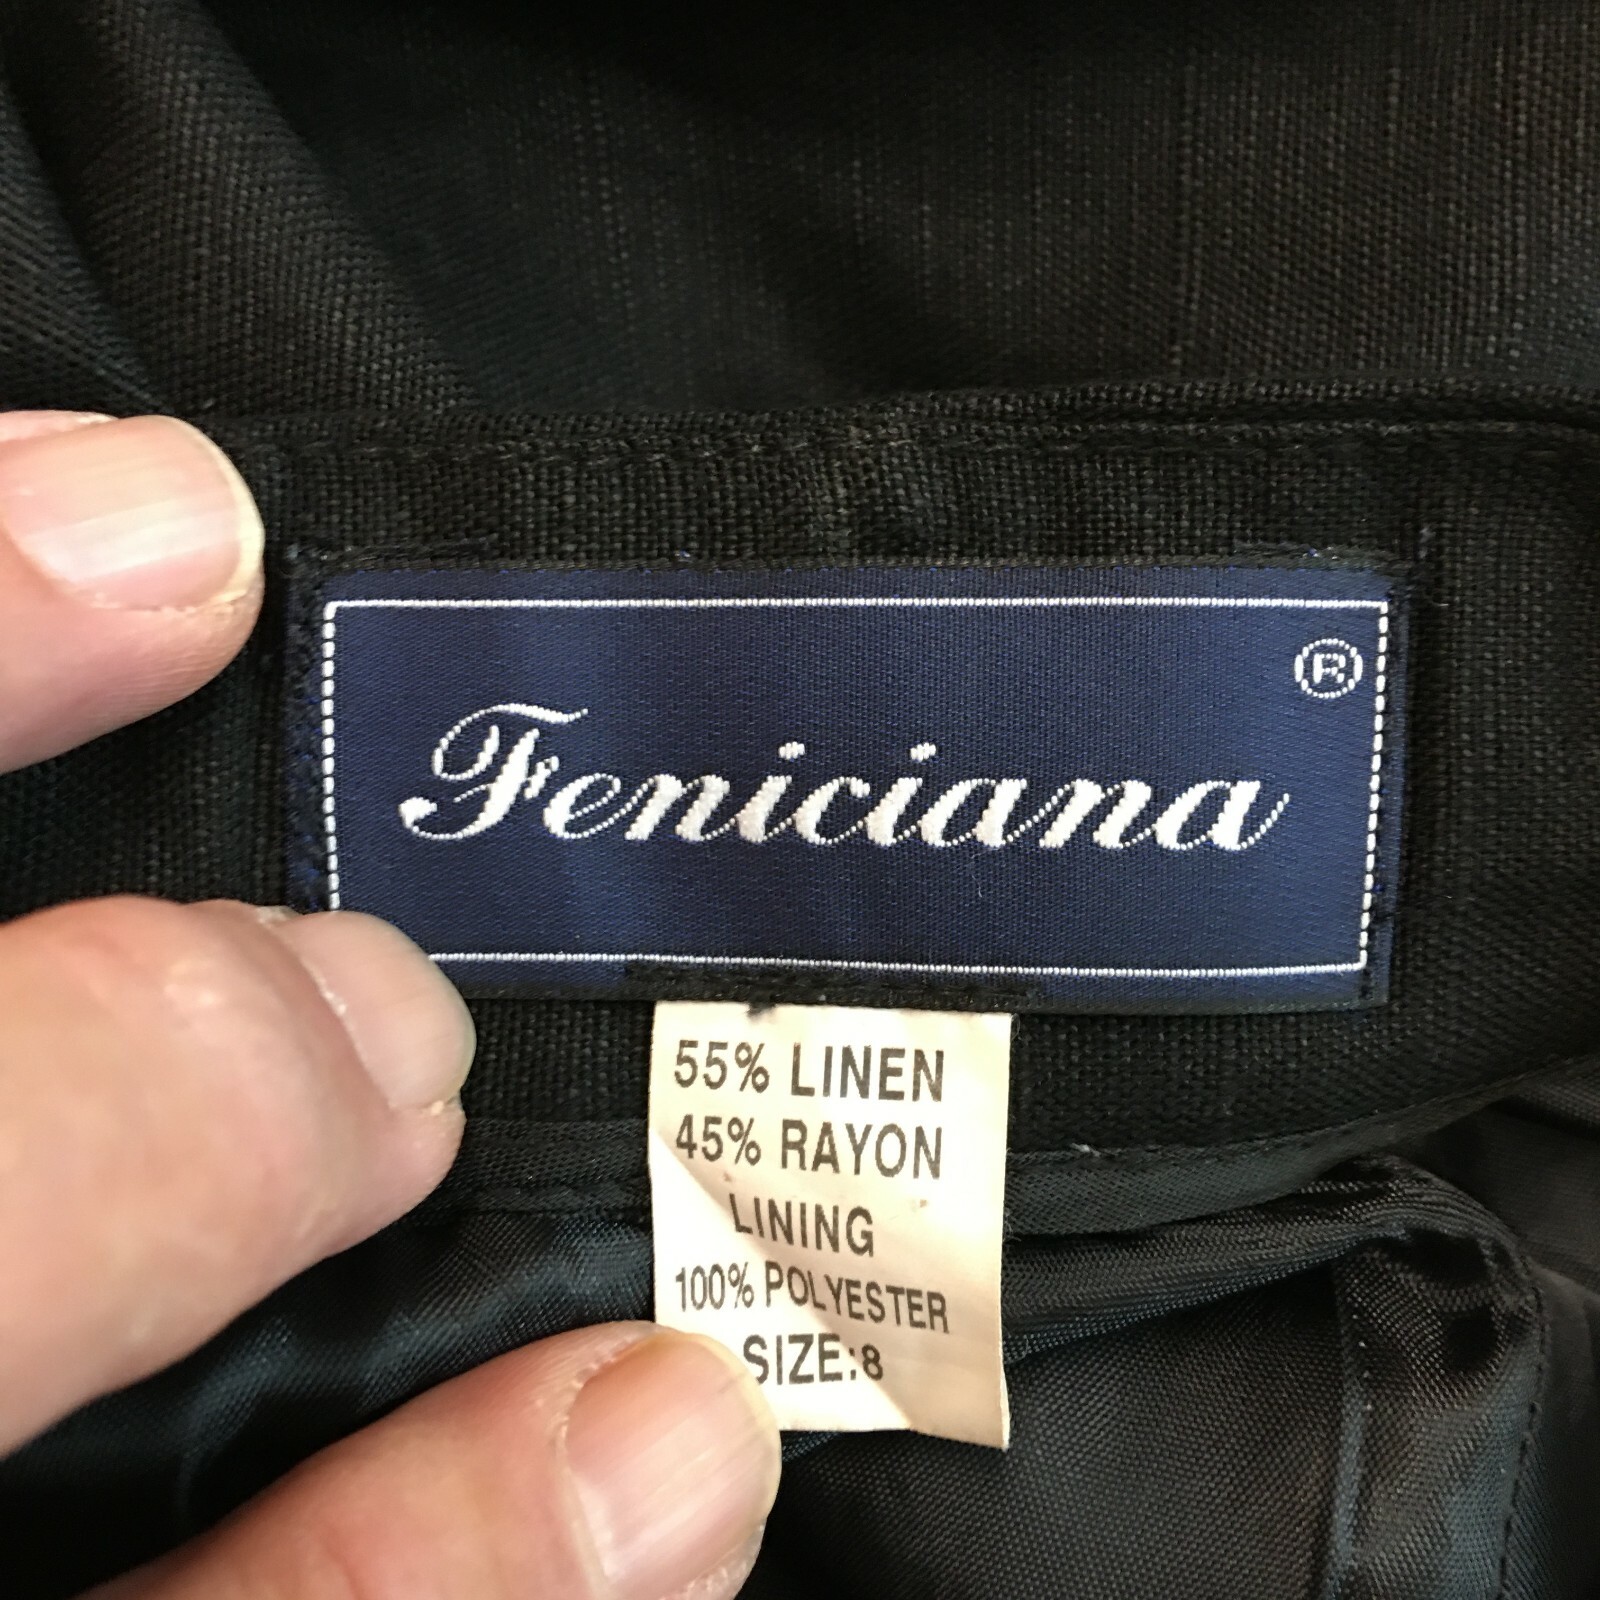 ®
Feniciana
55% LINEN
45% RAYON
LINING
100% POLYESTER
SIZE:8